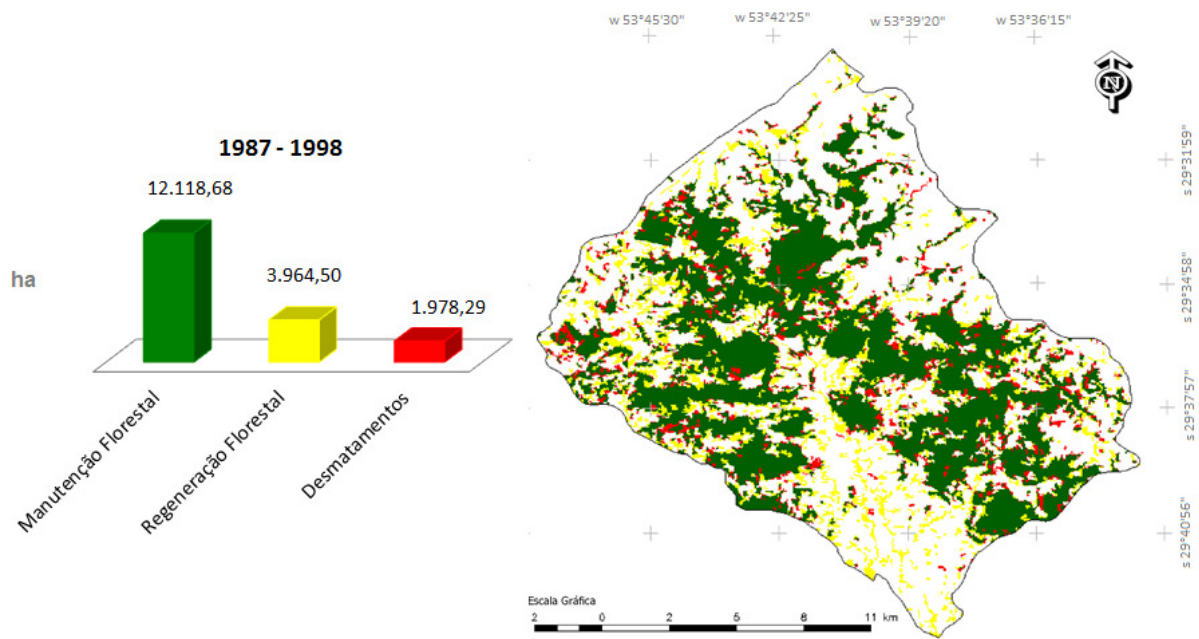 1987 - 1998
12.118,68
3.964,50
1.978,29
ha
Manutenção Florestal
Regeneração Florestal
Desmatamentos
w 53°45'30"
w 53°42'25"
w 53°39'20"
w 53°36'15"
N
s 29°31'59"
s 29°34'58"
s 29°37'57"
s 29°40'56"
Escala Gráfica
2 0 2 5 8 11 km